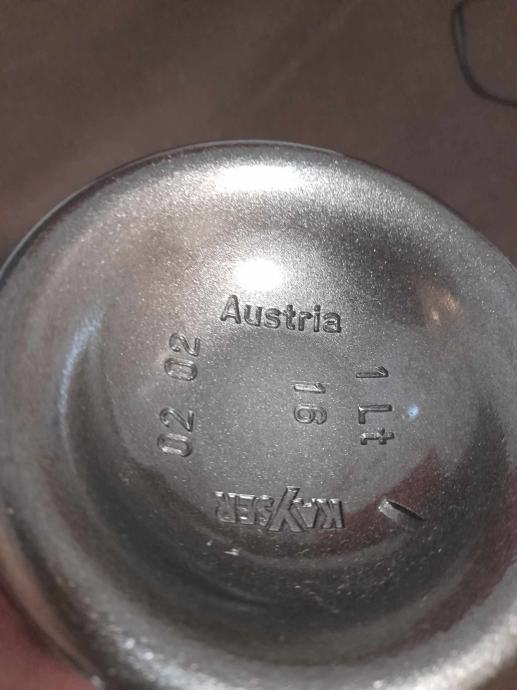 Austria
02 02
16
1 Lt
KAYSER